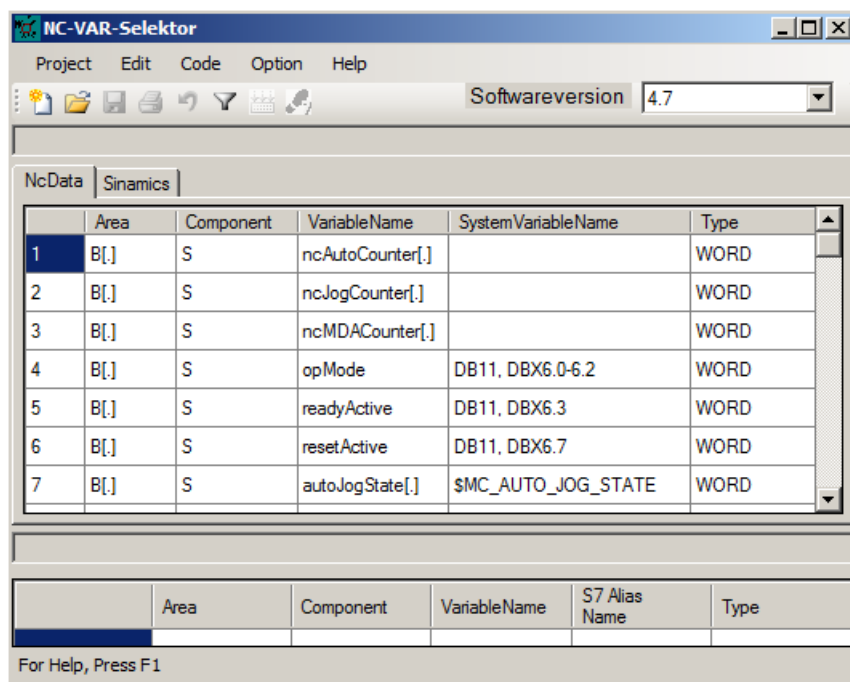 NC-VAR-Selektor
Project Edit Code Option Help
Softwareversion 4.7
NcData Sinamics
Area Component VariableName SystemVariableName Type
1 B[.] S ncAutoCounter[.] WORD
2 B[.] S ncJogCounter[.] WORD
3 B[.] S ncMDACounter[.] WORD
4 B[.] S opMode DB11, DBX6.0-6.2 WORD
5 B[.] S readyActive DB11, DBX6.3 WORD
6 B[.] S resetActive DB11, DBX6.7 WORD
7 B[.] S autoJogState[.] $MC_AUTO_JOG_STATE WORD
Area Component VariableName S7 Alias Name Type
For Help, Press F1